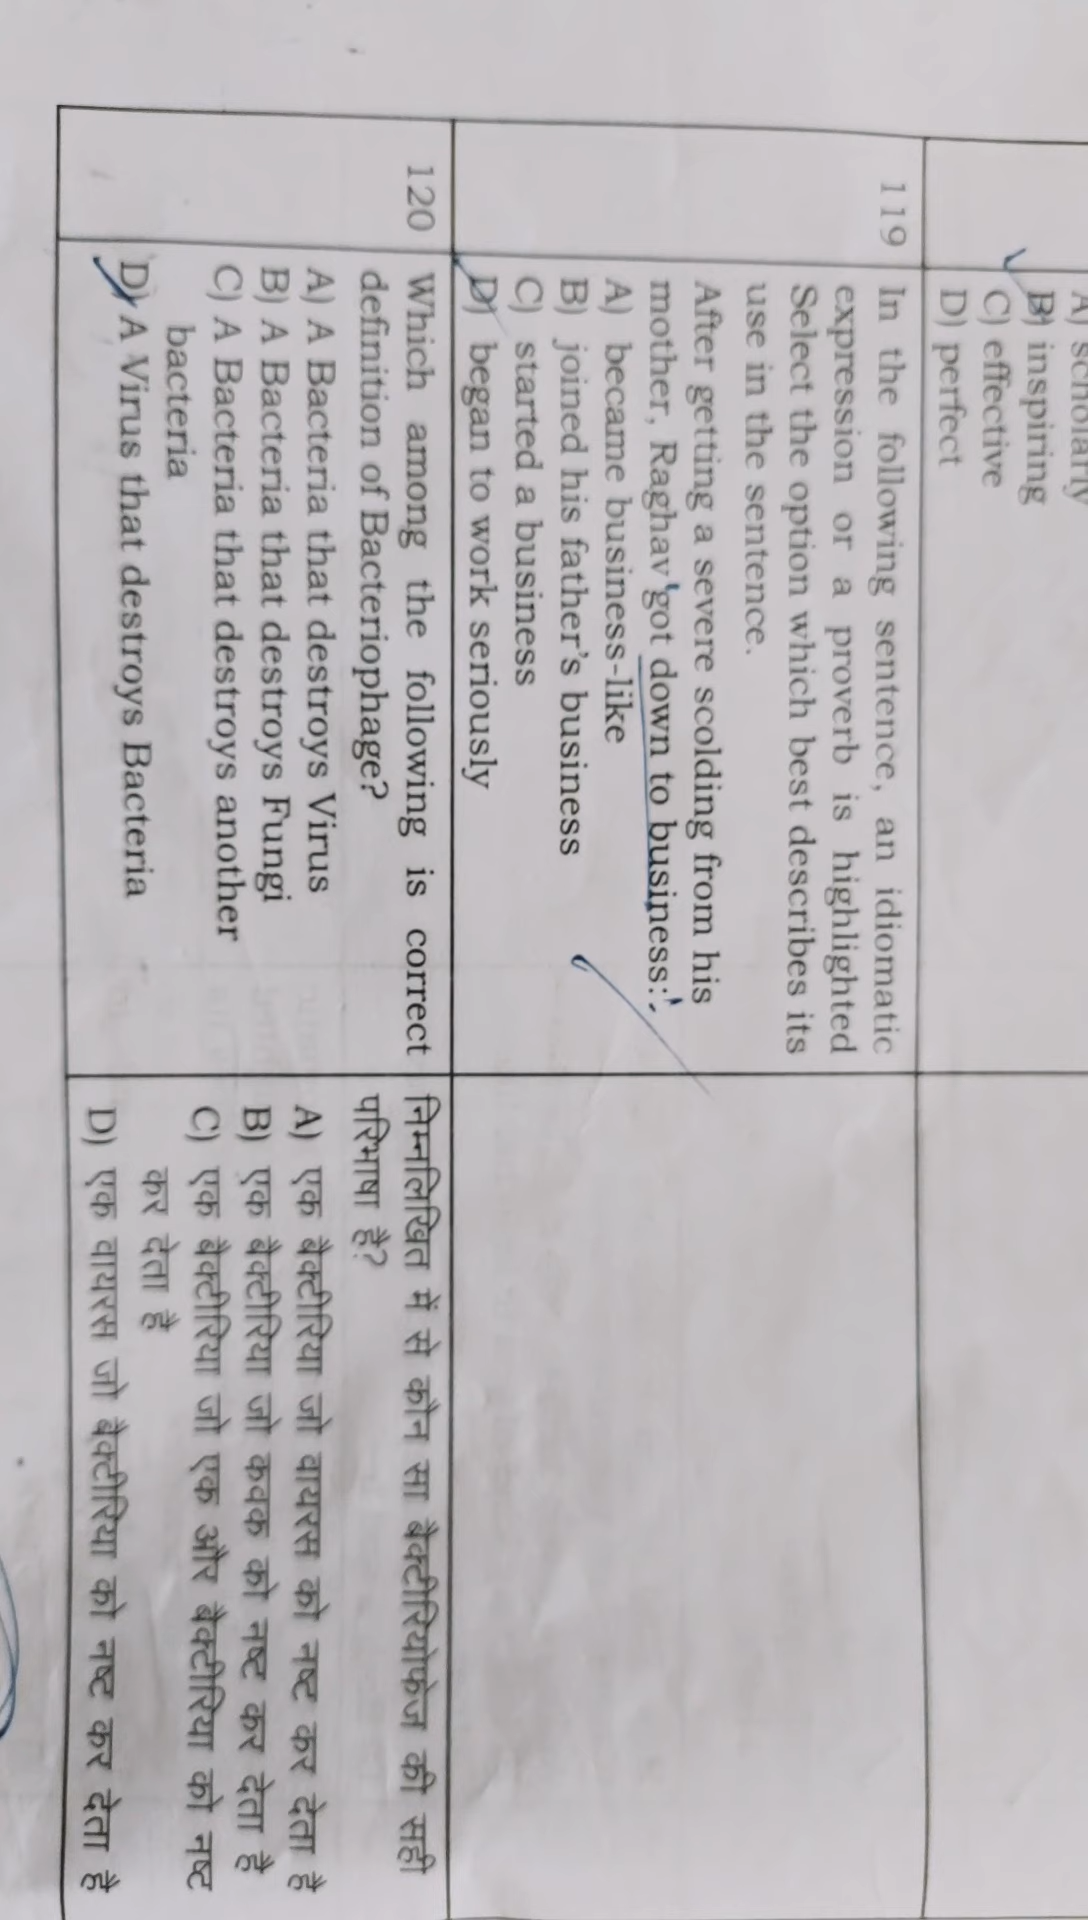 A) scholarly
B) inspiring
C) effective
D) perfect
119
In the following sentence, an idiomatic
expression or a proverb is highlighted
Select the option which best describes its
use in the sentence.
After getting a severe scolding from his
mother, Raghav 'got down to business:'.
A) became business-like
B) joined his father's business
C) started a business
D) began to work seriously
120
Which among the following is correct
definition of Bacteriophage?
A) A Bacteria that destroys Virus
B) A Bacteria that destroys Fungi
C) A Bacteria that destroys another
bacteria
D) A Virus that destroys Bacteria
निम्नलिखित में से कौन सा बैक्टीरियोफेज की सही
परिभाषा है?
A) एक बैक्टीरिया जो वायरस को नष्ट कर देता है
B) एक बैक्टीरिया जो कवक को नष्ट कर देता है
C) एक बैक्टीरिया जो एक और बैक्टीरिया को नष्ट
कर देता है
D) एक वायरस जो बैक्टीरिया को नष्ट कर देता है